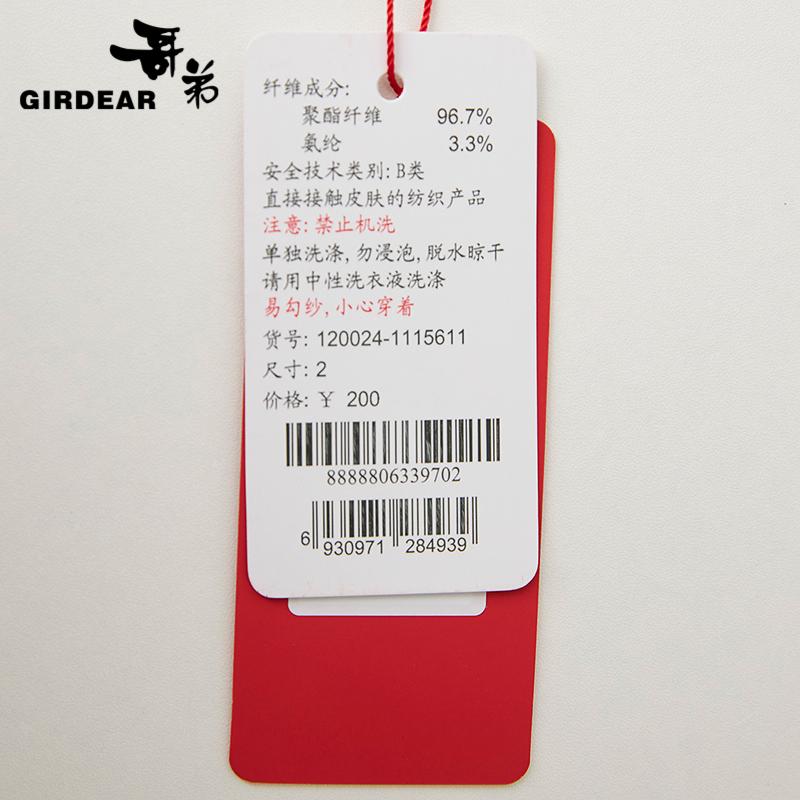 哥弟
GIRDEAR
纤维成分:
聚酯纤维 96.7%
氨纶 3.3%
安全技术类别: B类
直接接触皮肤的纺织产品
注意: 禁止机洗
单独洗涤, 勿浸泡, 脱水晾干
请用中性洗衣液洗涤
易勾纱, 小心穿着
货号: 120024-1115611
尺寸: 2
价格: ￥ 200
8888806339702
6 930971 284939